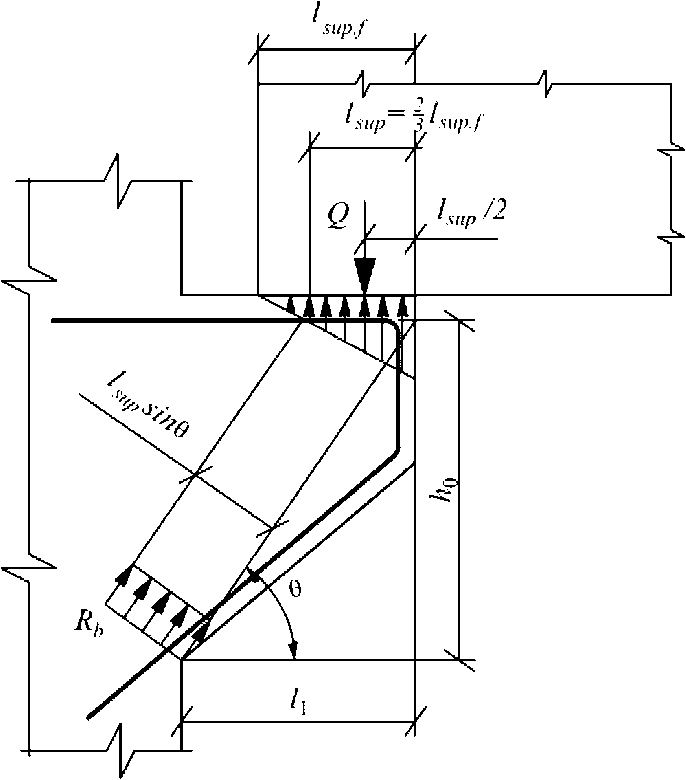 l_sup.f
l_sup = 2/3 l_sup.f
Q
l_sup /2
l_sup sinθ
h_0
θ
R_b
l_1